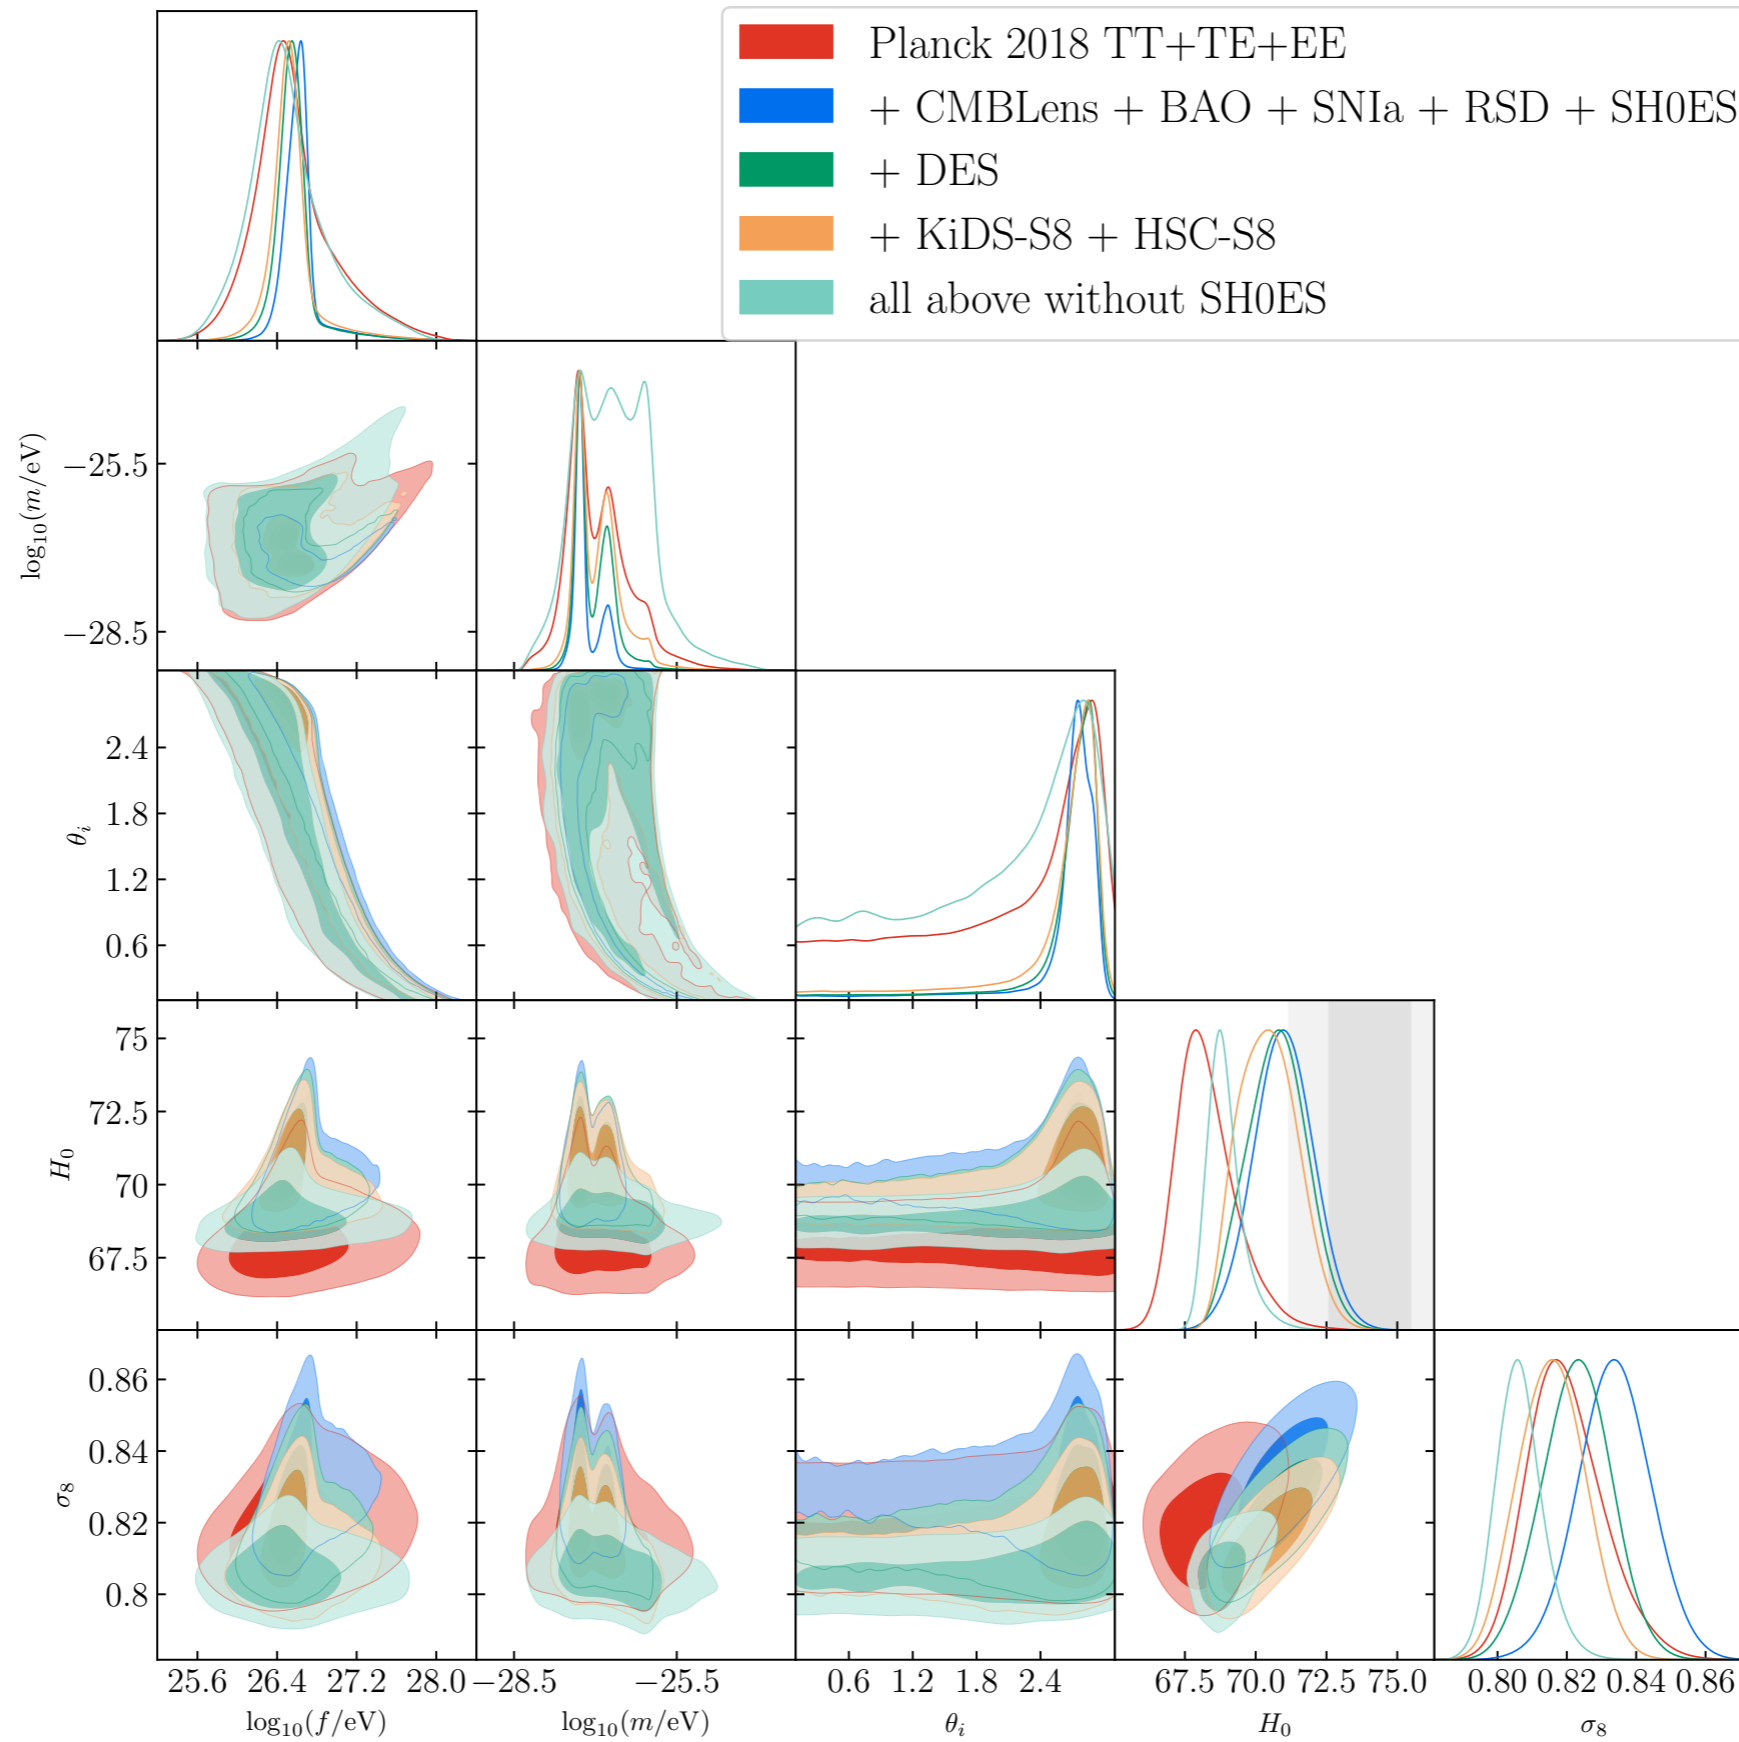 Planck 2018 TT+TE+EE
+ CMBLens + BAO + SNIa + RSD + SH0ES
+ DES
+ KiDS-S8 + HSC-S8
all above without SH0ES
log₁₀(m/eV)
−25.5
−28.5
θᵢ
2.4
1.8
1.2
0.6
H₀
75
72.5
70
67.5
σ₈
0.86
0.84
0.82
0.8
25.6 26.4 27.2 28.0 −28.5 −25.5 0.6 1.2 1.8 2.4 67.5 70.0 72.5 75.0 0.80 0.82 0.84 0.86
log₁₀(f/eV) log₁₀(m/eV) θᵢ H₀ σ₈